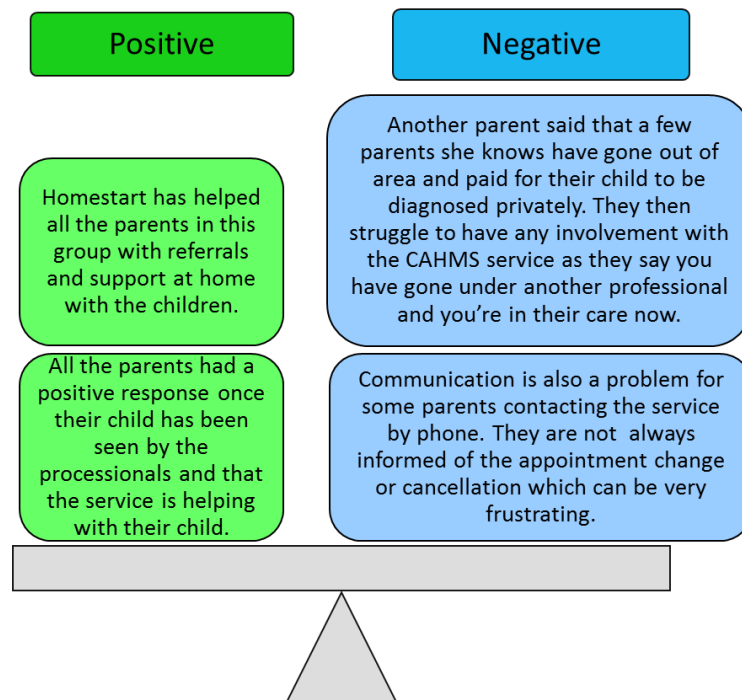 Positive
Negative
Homestart has helped
all the parents in this
group with referrals
and support at home
with the children.
All the parents had a
positive response once
their child has been
seen by the
processionals and that
the service is helping
with their child.
Another parent said that a few
parents she knows have gone out of
area and paid for their child to be
diagnosed privately. They then
struggle to have any involvement with
the CAHMS service as they say you
have gone under another professional
and you’re in their care now.
Communication is also a problem for
some parents contacting the service
by phone. They are not always
informed of the appointment change
or cancellation which can be very
frustrating.